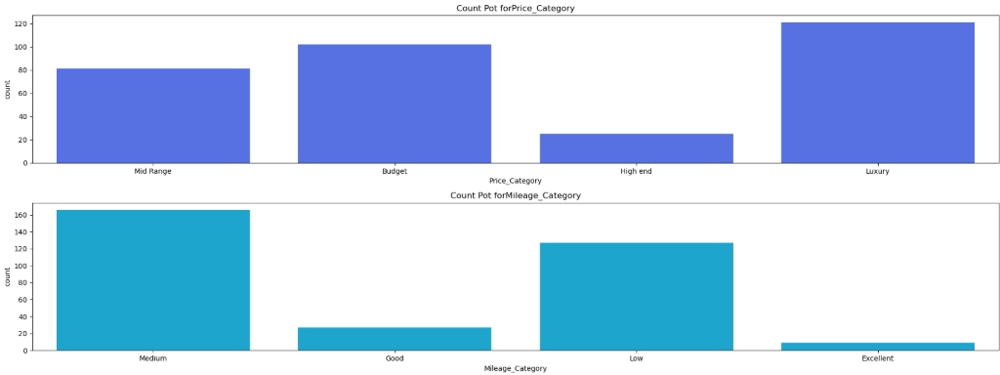 Count Pot forPrice_Category
120
100
80
60
40
20
0
count
Mid Range Budget High end Luxury
Price_Category
Count Pot forMileage_Category
160
140
120
100
80
60
40
20
0
count
Medium Good Low Excellent
Mileage_Category